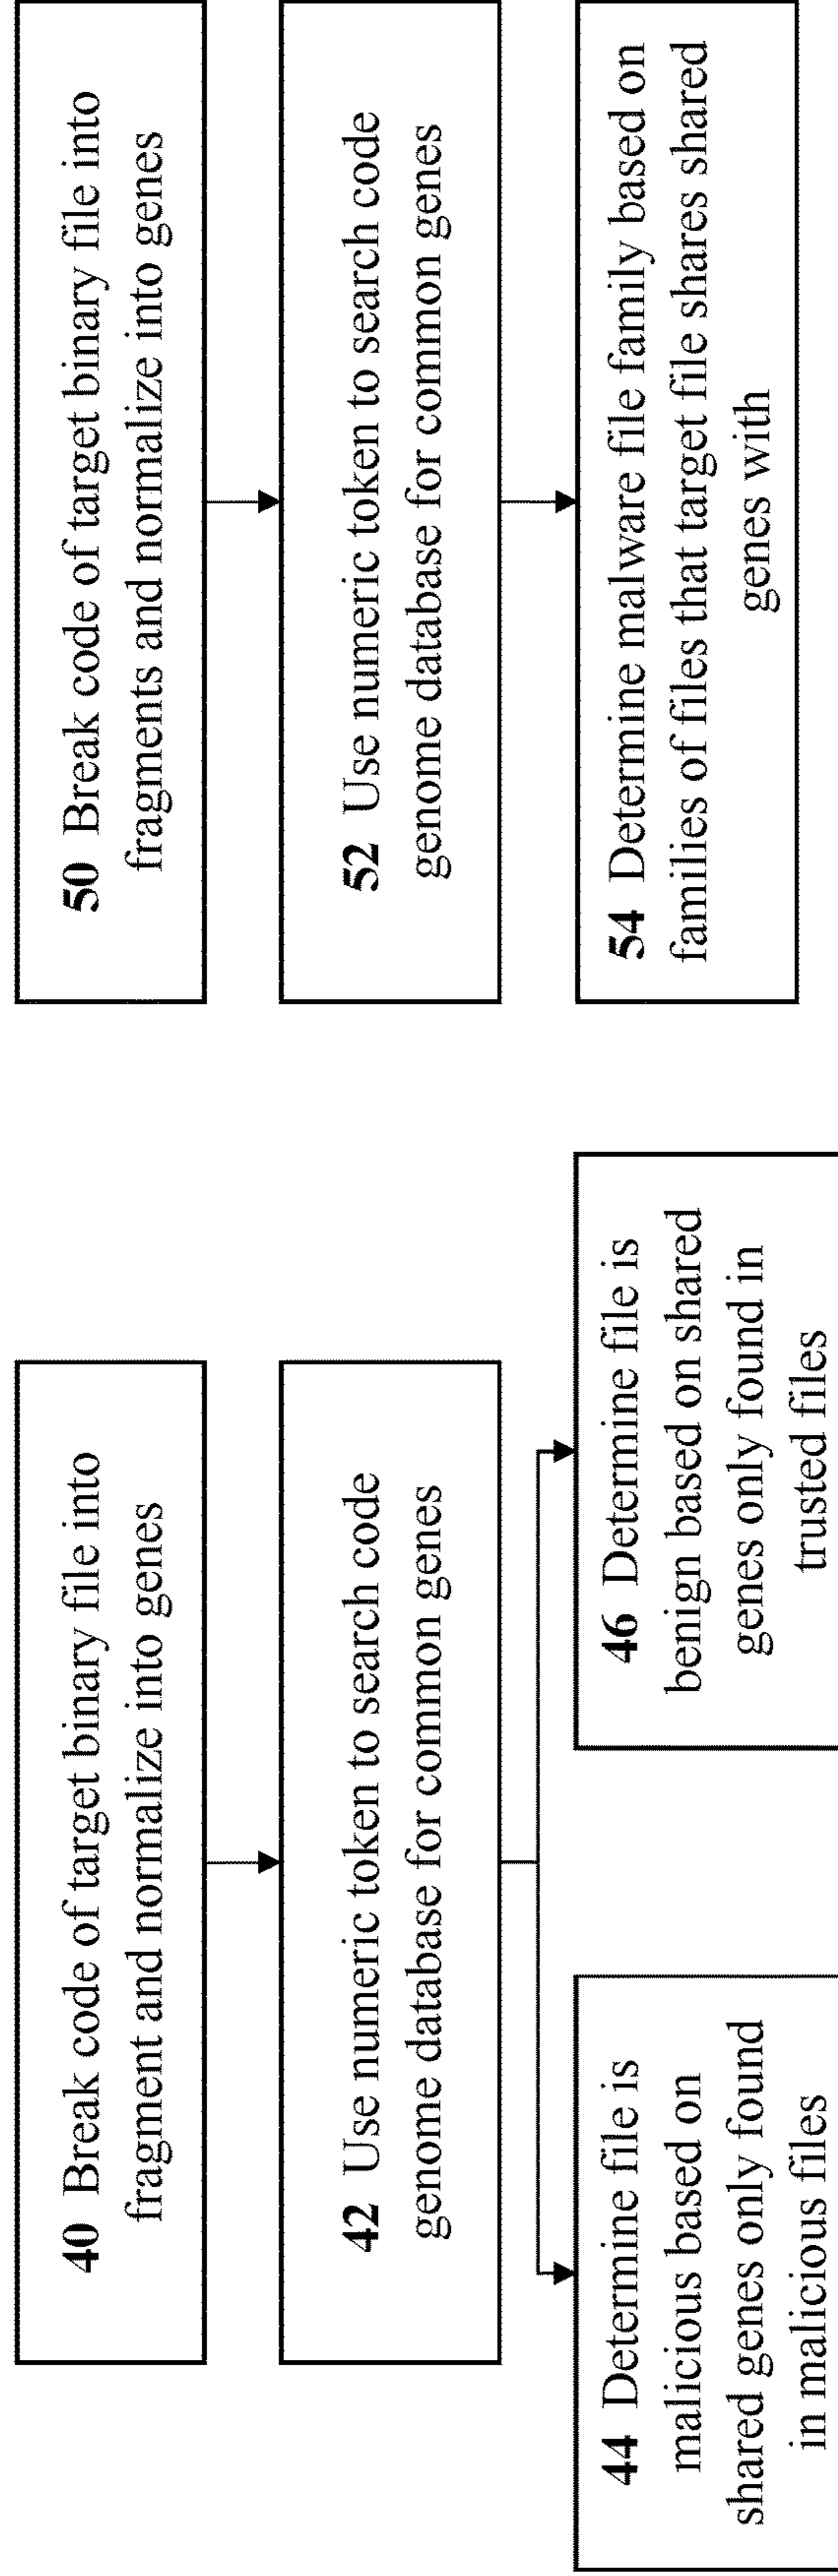 40 Break code of target binary file into
fragment and normalize into genes
42 Use numeric token to search code
genome database for common genes
44 Determine file is
malicious based on
shared genes only found
in malicious files
46 Determine file is
benign based on shared
genes only found in
trusted files
50 Break code of target binary file into
fragments and normalize into genes
52 Use numeric token to search code
genome database for common genes
54 Determine malware file family based on
families of files that target file shares shared
genes with